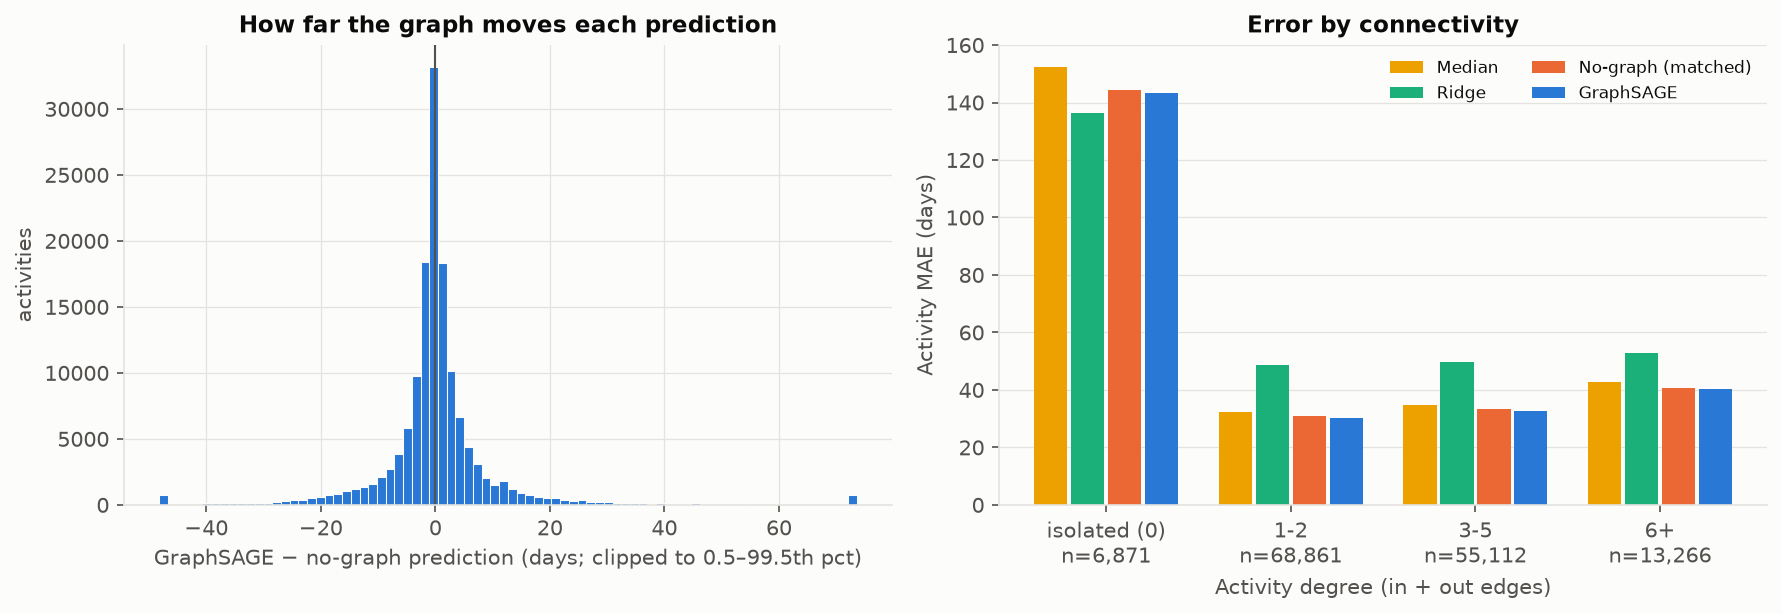 How far the graph moves each prediction
activities
30000
25000
20000
15000
10000
5000
0
−40
−20
0
20
40
60
GraphSAGE − no-graph prediction (days; clipped to 0.5–99.5th pct)
Error by connectivity
Activity MAE (days)
160
140
120
100
80
60
40
20
0
Median
Ridge
No-graph (matched)
GraphSAGE
isolated (0)
n=6,871
1-2
n=68,861
3-5
n=55,112
6+
n=13,266
Activity degree (in + out edges)